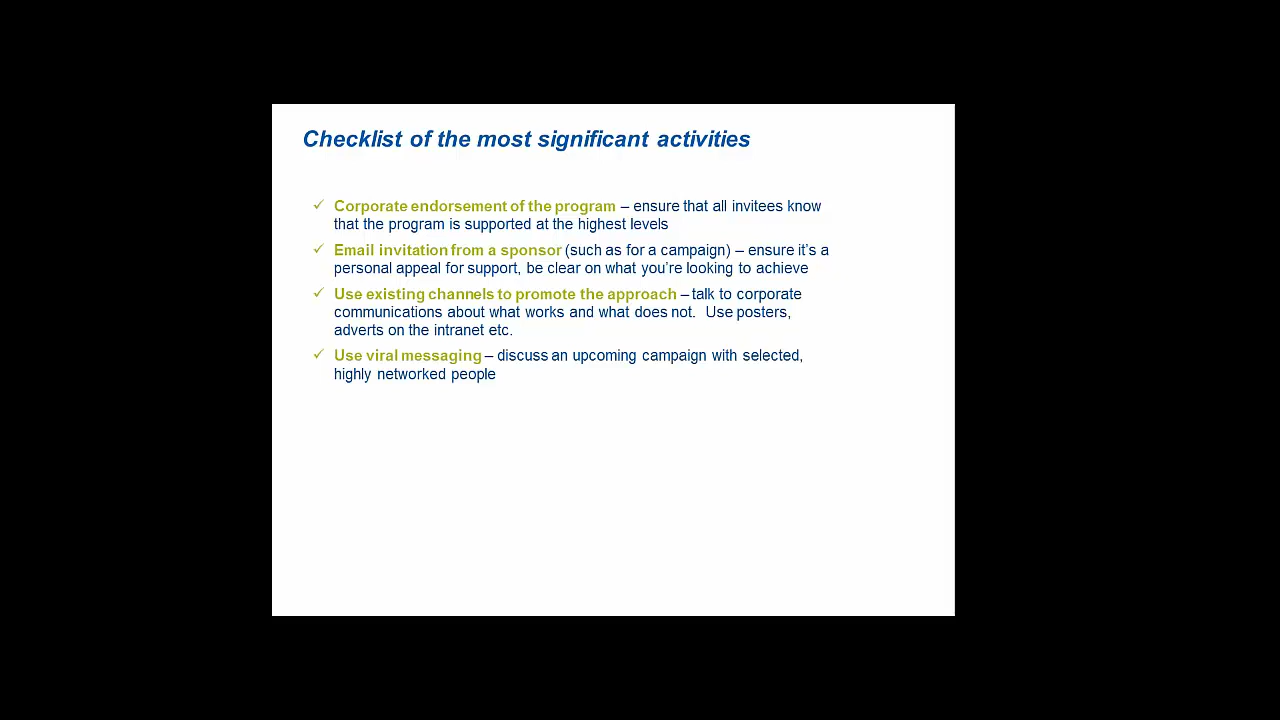 Checklist of the most significant activities
✓ Corporate endorsement of the program – ensure that all invitees know
that the program is supported at the highest levels
✓ Email invitation from a sponsor (such as for a campaign) – ensure it’s a
personal appeal for support, be clear on what you’re looking to achieve
✓ Use existing channels to promote the approach – talk to corporate
communications about what works and what does not.  Use posters,
adverts on the intranet etc.
✓ Use viral messaging – discuss an upcoming campaign with selected,
highly networked people